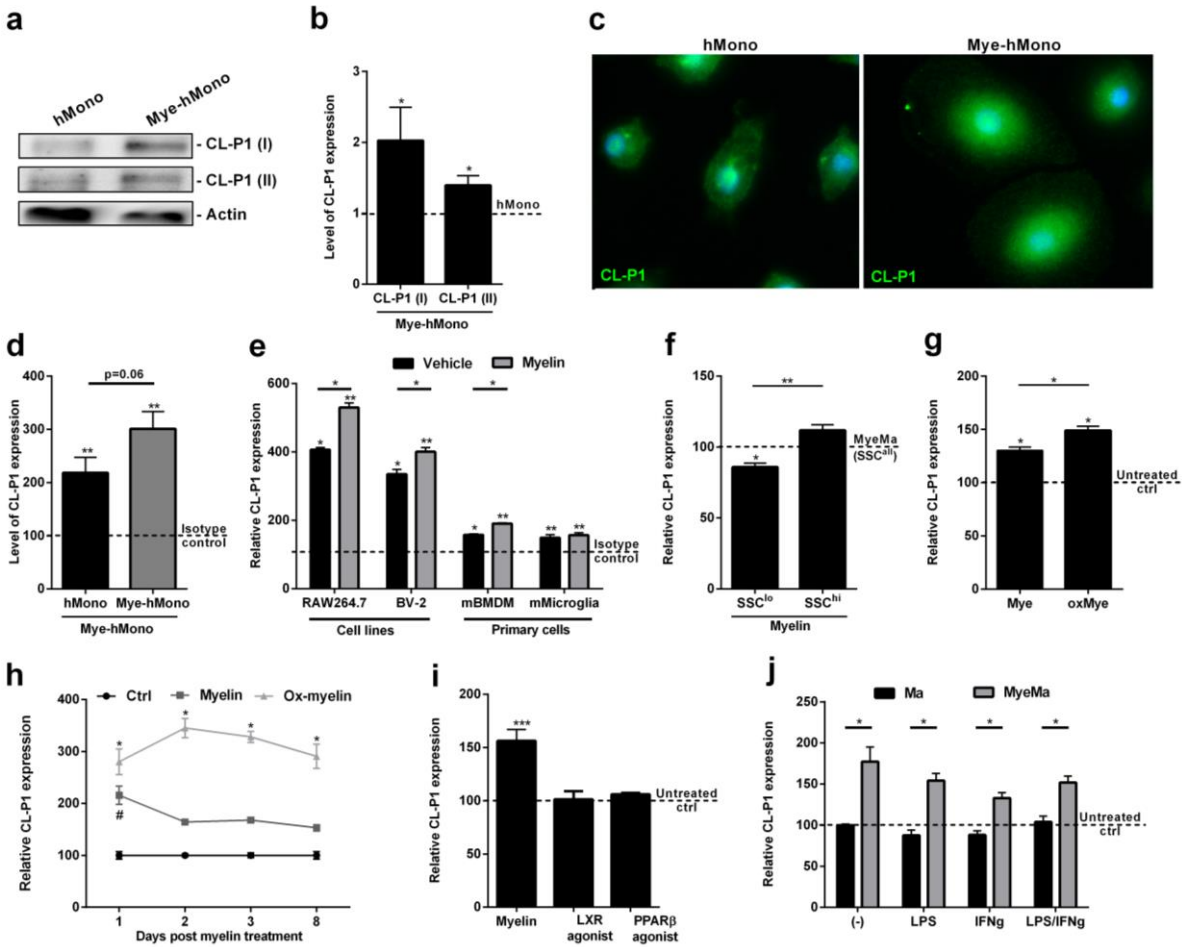 a
hMono
Mye-hMono
- CL-P1 (I)
- CL-P1 (II)
- Actin
b
Level of CL-P1 expression
3
2
1
0
*
*
hMono
CL-P1 (I) CL-P1 (II)
Mye-hMono
c
hMono
Mye-hMono
CL-P1
CL-P1
d
Level of CL-P1 expression
400
300
200
100
0
p=0.06
**
**
Isotype
control
hMono Mye-hMono
Mye-hMono
e
Vehicle Myelin
Relative CL-P1 expression
600
400
200
0
* * *
* ** * ** * ** ** **
Isotype
control
RAW264.7 BV-2 mBMDM mMicroglia
Cell lines Primary cells
f
Relative CL-P1 expression
150
100
50
0
**
*
MyeMa
(SSCall)
SSClo SSChi
Myelin
g
Relative CL-P1 expression
200
150
100
50
0
*
* *
Untreated
ctrl
Mye oxMye
h
Ctrl Myelin Ox-myelin
Relative CL-P1 expression
400
300
200
100
0
* * * *
#
1 2 3 8
Days post myelin treatment
i
Relative CL-P1 expression
200
150
100
50
0
***
Untreated
ctrl
Myelin LXR agonist PPARβ agonist
j
Ma MyeMa
Relative CL-P1 expression
250
200
150
100
50
0
* * * *
Untreated
ctrl
(-) LPS IFNg LPS/IFNg